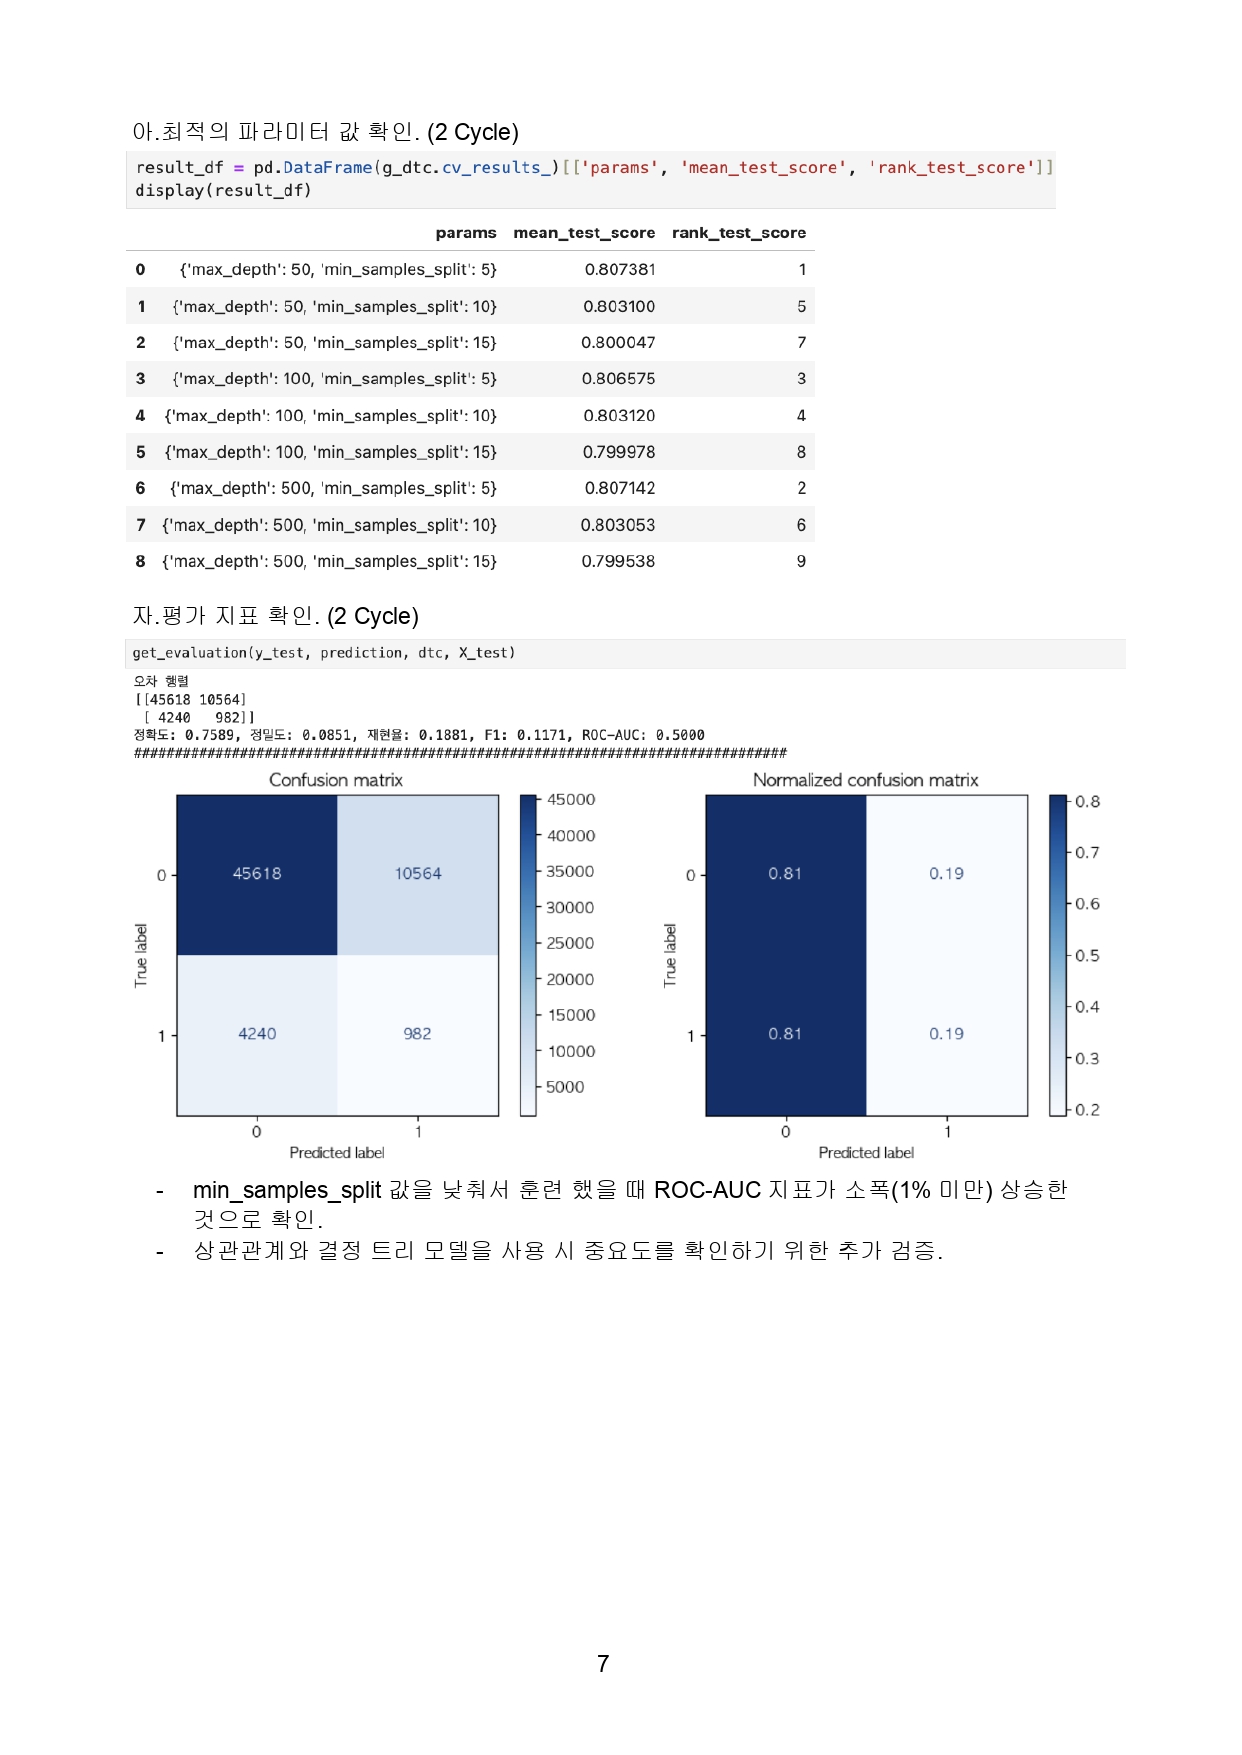 아.최적의 파라미터 값 확인. (2 Cycle)
result_df = pd.DataFrame(g_dtc.cv_results_)[['params', 'mean_test_score', 'rank_test_score']]
display(result_df)
params mean_test_score rank_test_score
0 {'max_depth': 50, 'min_samples_split': 5} 0.807381 1
1 {'max_depth': 50, 'min_samples_split': 10} 0.803100 5
2 {'max_depth': 50, 'min_samples_split': 15} 0.800047 7
3 {'max_depth': 100, 'min_samples_split': 5} 0.806575 3
4 {'max_depth': 100, 'min_samples_split': 10} 0.803120 4
5 {'max_depth': 100, 'min_samples_split': 15} 0.799978 8
6 {'max_depth': 500, 'min_samples_split': 5} 0.807142 2
7 {'max_depth': 500, 'min_samples_split': 10} 0.803053 6
8 {'max_depth': 500, 'min_samples_split': 15} 0.799538 9
자.평가 지표 확인. (2 Cycle)
get_evaluation(y_test, prediction, dtc, X_test)
오차 행렬
[[45618 10564]
[ 4240 982]]
정확도: 0.7589, 정밀도: 0.0851, 재현율: 0.1881, F1: 0.1171, ROC-AUC: 0.5000
################################################################################
Confusion matrix
45618 10564
4240 982
0
1
True label
0 1
Predicted label
45000
40000
35000
30000
25000
20000
15000
10000
5000
Normalized confusion matrix
0.81 0.19
0.81 0.19
0
1
True label
0 1
Predicted label
0.8
0.7
0.6
0.5
0.4
0.3
0.2
- min_samples_split 값을 낮춰서 훈련 했을 때 ROC-AUC 지표가 소폭(1% 미만) 상승한
것으로 확인.
- 상관관계와 결정 트리 모델을 사용 시 중요도를 확인하기 위한 추가 검증.
7